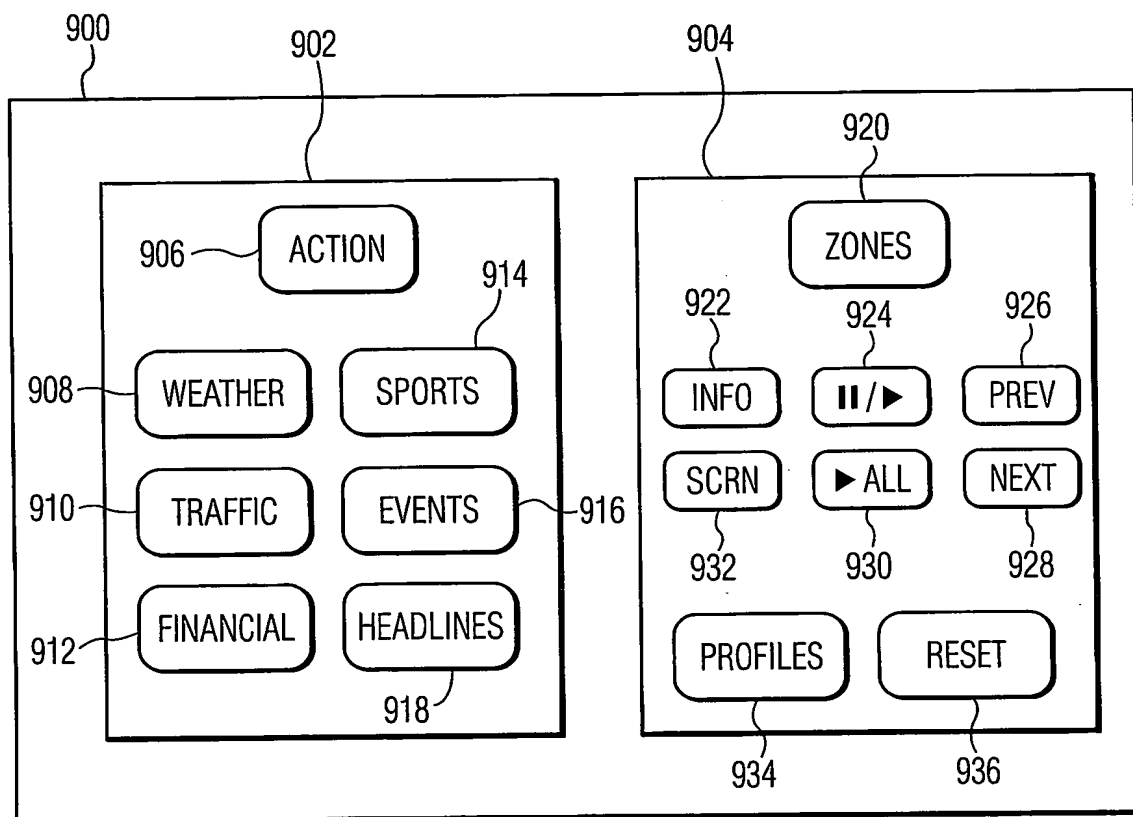 900
902
904
920
906
ACTION
ZONES
914
922
924
926
908
WEATHER
SPORTS
INFO
II/▶
PREV
910
TRAFFIC
EVENTS
916
SCRN
▶ ALL
NEXT
932
930
928
912
FINANCIAL
HEADLINES
918
PROFILES
RESET
934
936